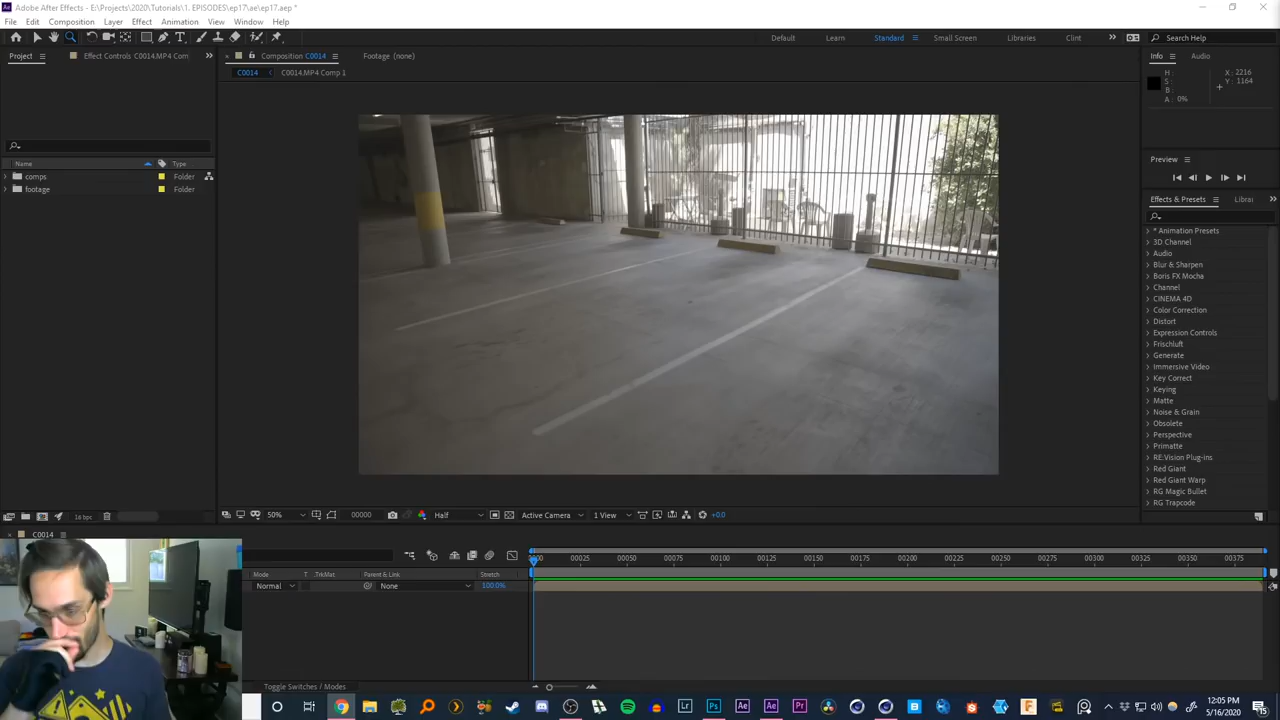 Adobe After Effects - E:\Projects\2020\Tutorials\1. EPISODES\ep17\ae\ep17.aep *
File Edit Composition Layer Effect Animation View Window Help
Default Learn Standard Small Screen Libraries Clint Search Help
Project Effect Controls C0014.MP4 Com Composition C0014 Footage (none) Info Audio
C0014 C0014.MP4 Comp 1
H: X: 2216
S: Y: 1164
B:
A: 0%
Name Type
comps Folder
footage Folder
Preview
Effects & Presets Librai
* Animation Presets
3D Channel
Audio
Blur & Sharpen
Boris FX Mocha
Channel
CINEMA 4D
Color Correction
Distort
Expression Controls
Frischluft
Generate
Immersive Video
Key Correct
Keying
Matte
Noise & Grain
Obsolete
Perspective
Primatte
RE:Vision Plug-ins
Red Giant
Red Giant Warp
RG Magic Bullet
RG Trapcode
16 bpc 50% 00000 Half Active Camera 1 View +0.0
C0014
0000 00025 00050 00075 00100 00125 00150 00175 00200 00225 00250 00275 00300 00325 00350 00375
Mode T .TrkMat Parent & Link Stretch
Normal None 100.0%
Toggle Switches / Modes
12:05 PM
5/16/2020